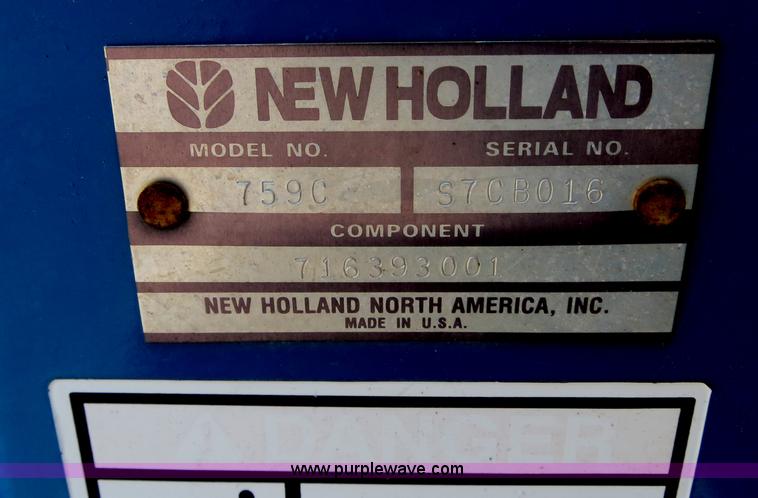 NEW HOLLAND
MODEL NO. SERIAL NO.
759C S7CB016
COMPONENT
716393001
NEW HOLLAND NORTH AMERICA, INC.
MADE IN U.S.A.
DANGER
www.purplewave.com